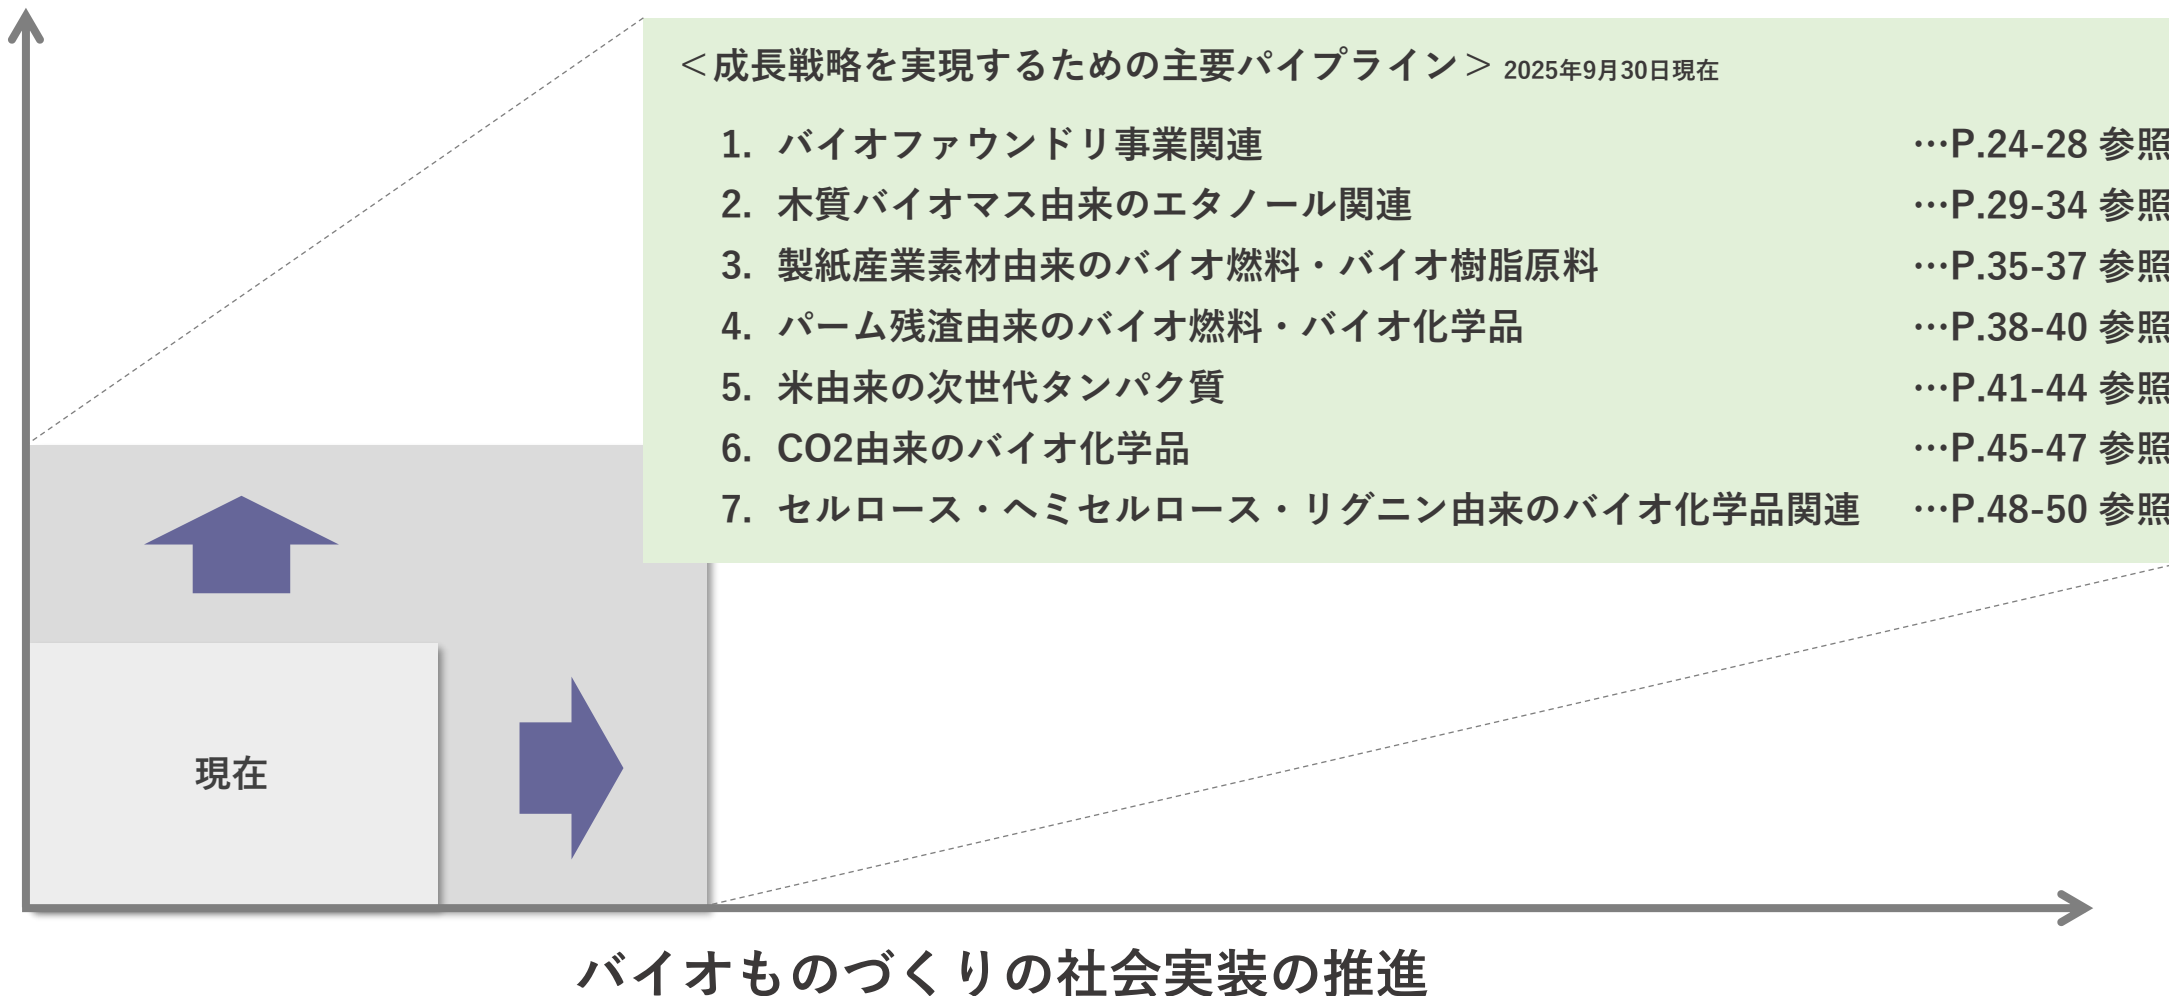 ＜成長戦略を実現するための主要パイプライン＞ 2025年9月30日現在
1. バイオファウンドリ事業関連 …P.24-28 参照
2. 木質バイオマス由来のエタノール関連 …P.29-34 参照
3. 製紙産業素材由来のバイオ燃料・バイオ樹脂原料 …P.35-37 参照
4. パーム残渣由来のバイオ燃料・バイオ化学品 …P.38-40 参照
5. 米由来の次世代タンパク質 …P.41-44 参照
6. CO2由来のバイオ化学品 …P.45-47 参照
7. セルロース・ヘミセルロース・リグニン由来のバイオ化学品関連 …P.48-50 参照
現在
バイオものづくりの社会実装の推進